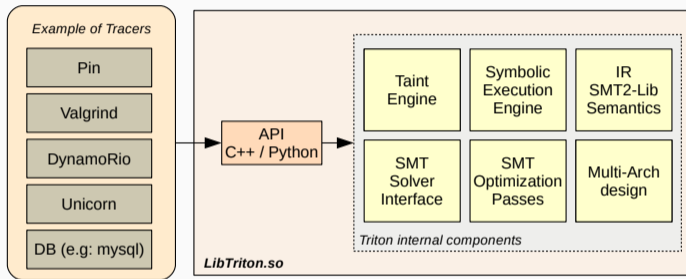 Example of Tracers
Pin
Valgrind
DynamoRio
Unicorn
DB (e.g: mysql)
API
C++ / Python
Taint
Engine
Symbolic
Execution
Engine
IR
SMT2-Lib
Semantics
SMT
Solver
Interface
SMT
Optimization
Passes
Multi-Arch
design
Triton internal components
LibTriton.so